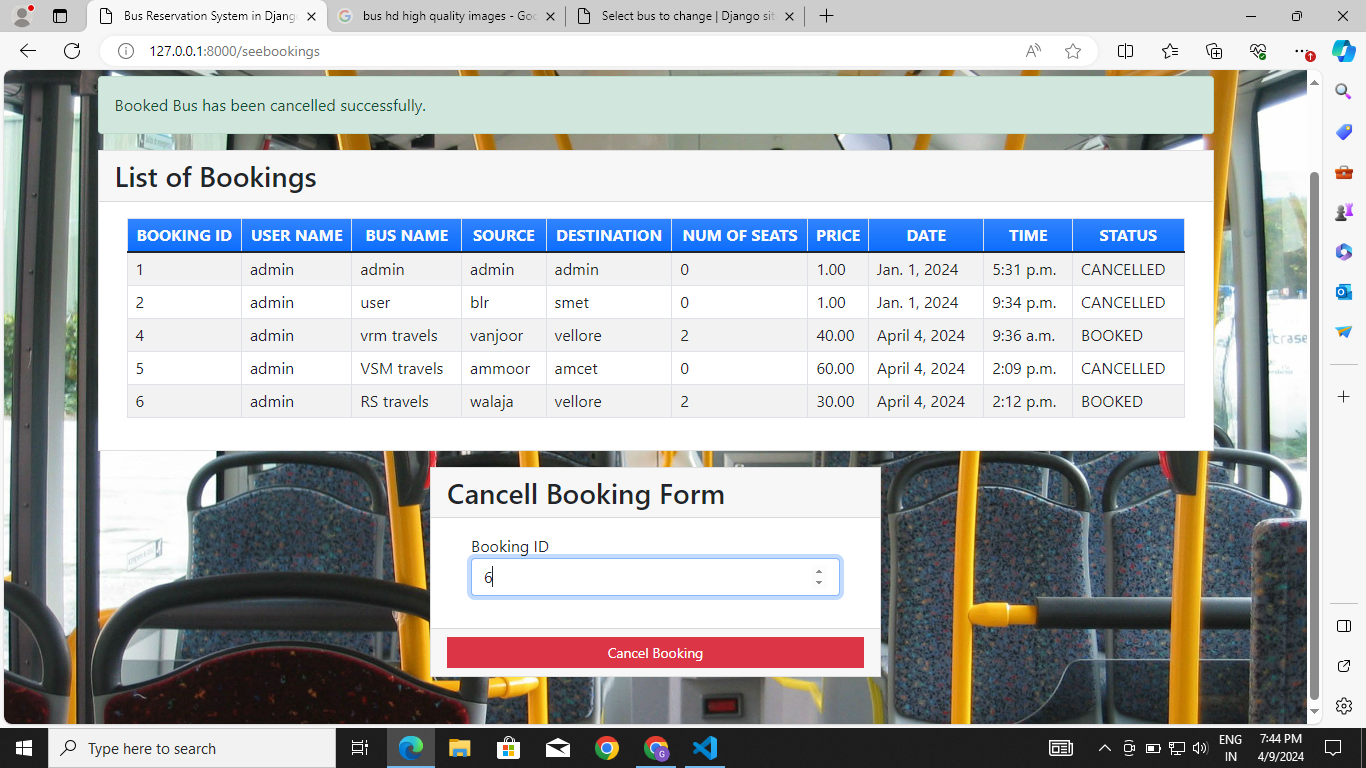 Bus Reservation System in Djang
bus hd high quality images - Goo
Select bus to change | Django sit
127.0.0.1:8000/seebookings
Booked Bus has been cancelled successfully.
List of Bookings
BOOKING ID USER NAME BUS NAME SOURCE DESTINATION NUM OF SEATS PRICE DATE TIME STATUS
1 admin admin admin admin 0 1.00 Jan. 1, 2024 5:31 p.m. CANCELLED
2 admin user blr smet 0 1.00 Jan. 1, 2024 9:34 p.m. CANCELLED
4 admin vrm travels vanjoor vellore 2 40.00 April 4, 2024 9:36 a.m. BOOKED
5 admin VSM travels ammoor amcet 0 60.00 April 4, 2024 2:09 p.m. CANCELLED
6 admin RS travels walaja vellore 2 30.00 April 4, 2024 2:12 p.m. BOOKED
Cancell Booking Form
Booking ID
6
Cancel Booking
Type here to search
ENG
IN
7:44 PM
4/9/2024